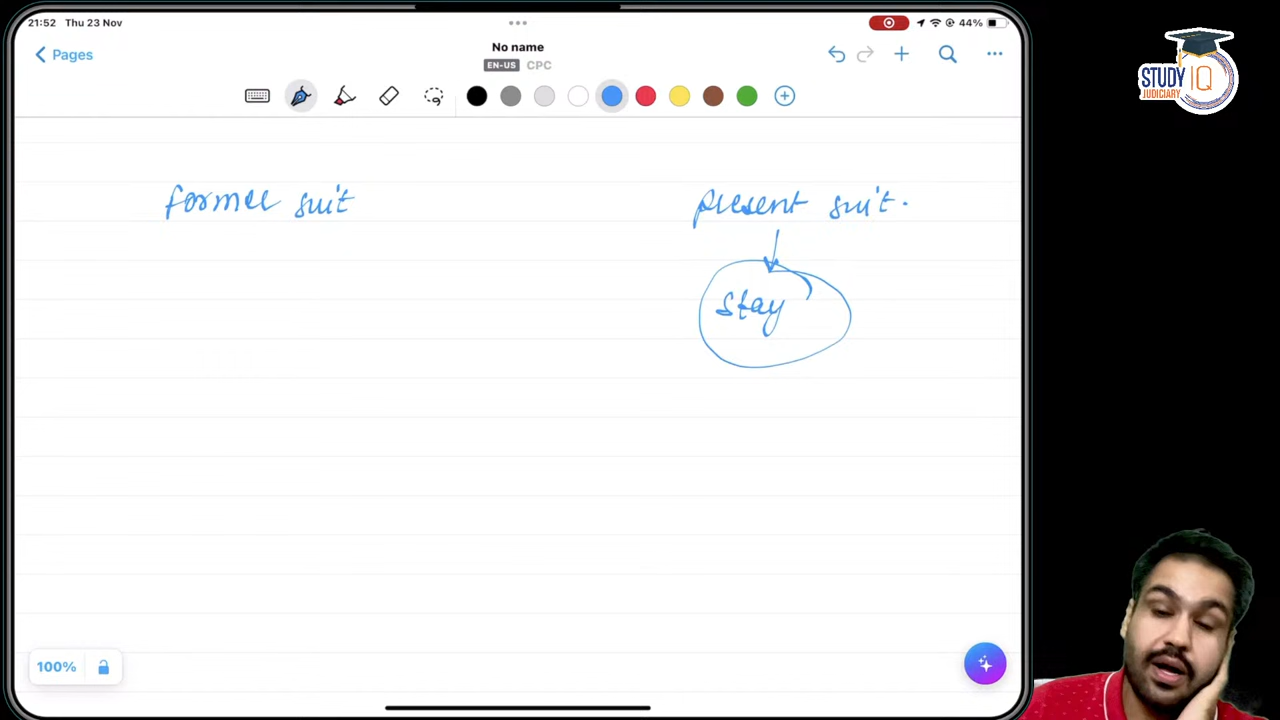 21:52 Thu 23 Nov
44%
Pages
No name
EN-US CPC
STUDY IQ
JUDICIARY
former suit
present suit.
stay
100%